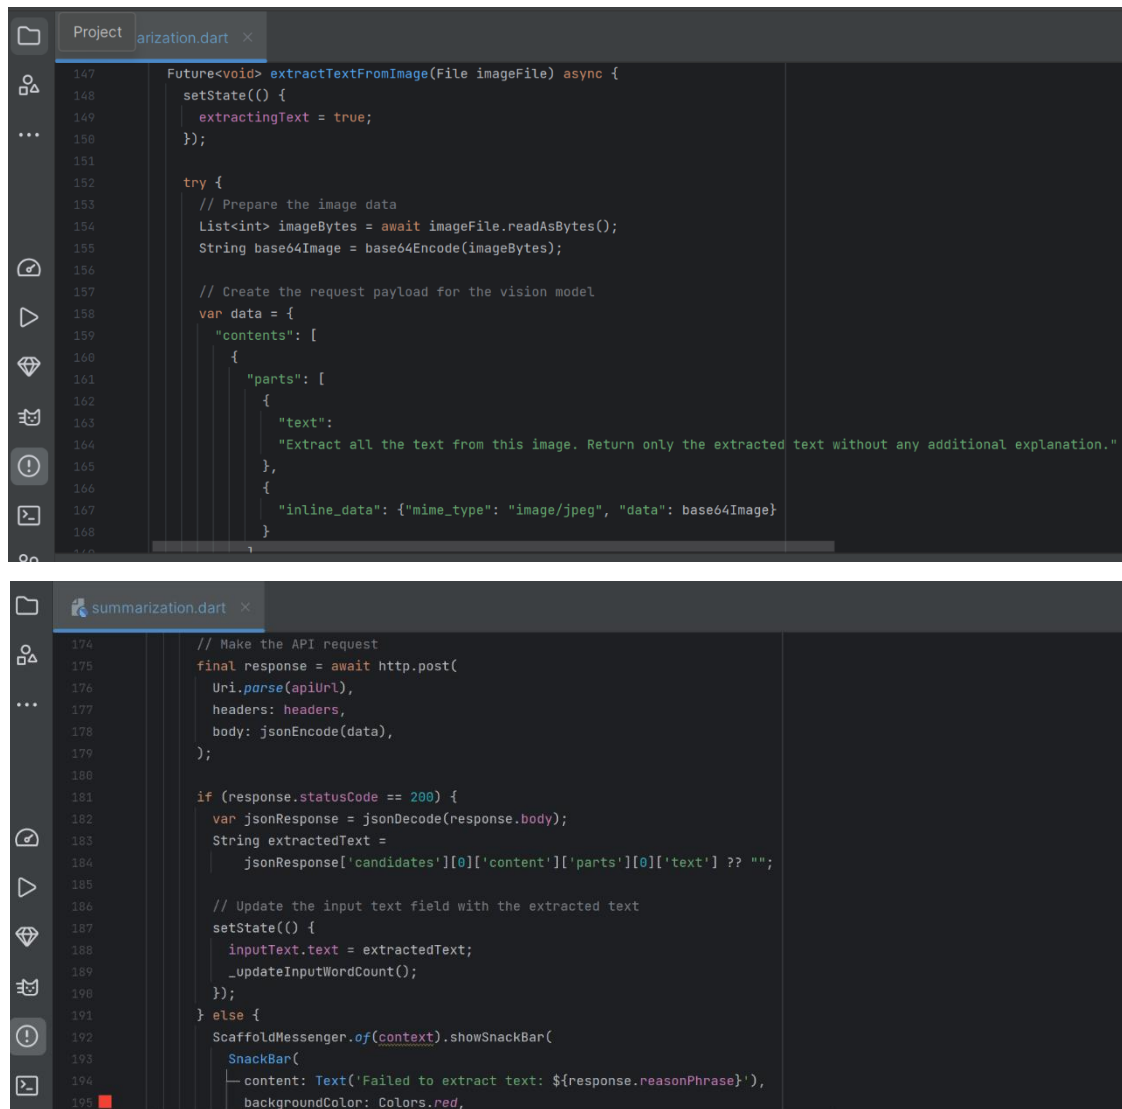 Project
arization.dart ×
147 Future<void> extractTextFromImage(File imageFile) async {
148 setState(() {
149 extractingText = true;
150 });
151
152 try {
153 // Prepare the image data
154 List<int> imageBytes = await imageFile.readAsBytes();
155 String base64Image = base64Encode(imageBytes);
156
157 // Create the request payload for the vision model
158 var data = {
159 "contents": [
160 {
161 "parts": [
162 {
163 "text":
164 "Extract all the text from this image. Return only the extracted text without any additional explanation."
165 },
166 {
167 "inline_data": {"mime_type": "image/jpeg", "data": base64Image}
168 }
]
summarization.dart ×
174 // Make the API request
175 final response = await http.post(
176 Uri.parse(apiUrl),
177 headers: headers,
178 body: jsonEncode(data),
179 );
180
181 if (response.statusCode == 200) {
182 var jsonResponse = jsonDecode(response.body);
183 String extractedText =
184 jsonResponse['candidates'][0]['content']['parts'][0]['text'] ?? "";
185
186 // Update the input text field with the extracted text
187 setState(() {
188 inputText.text = extractedText;
189 _updateInputWordCount();
190 });
191 } else {
192 ScaffoldMessenger.of(context).showSnackBar(
193 SnackBar(
194 content: Text('Failed to extract text: ${response.reasonPhrase}'),
195 backgroundColor: Colors.red,